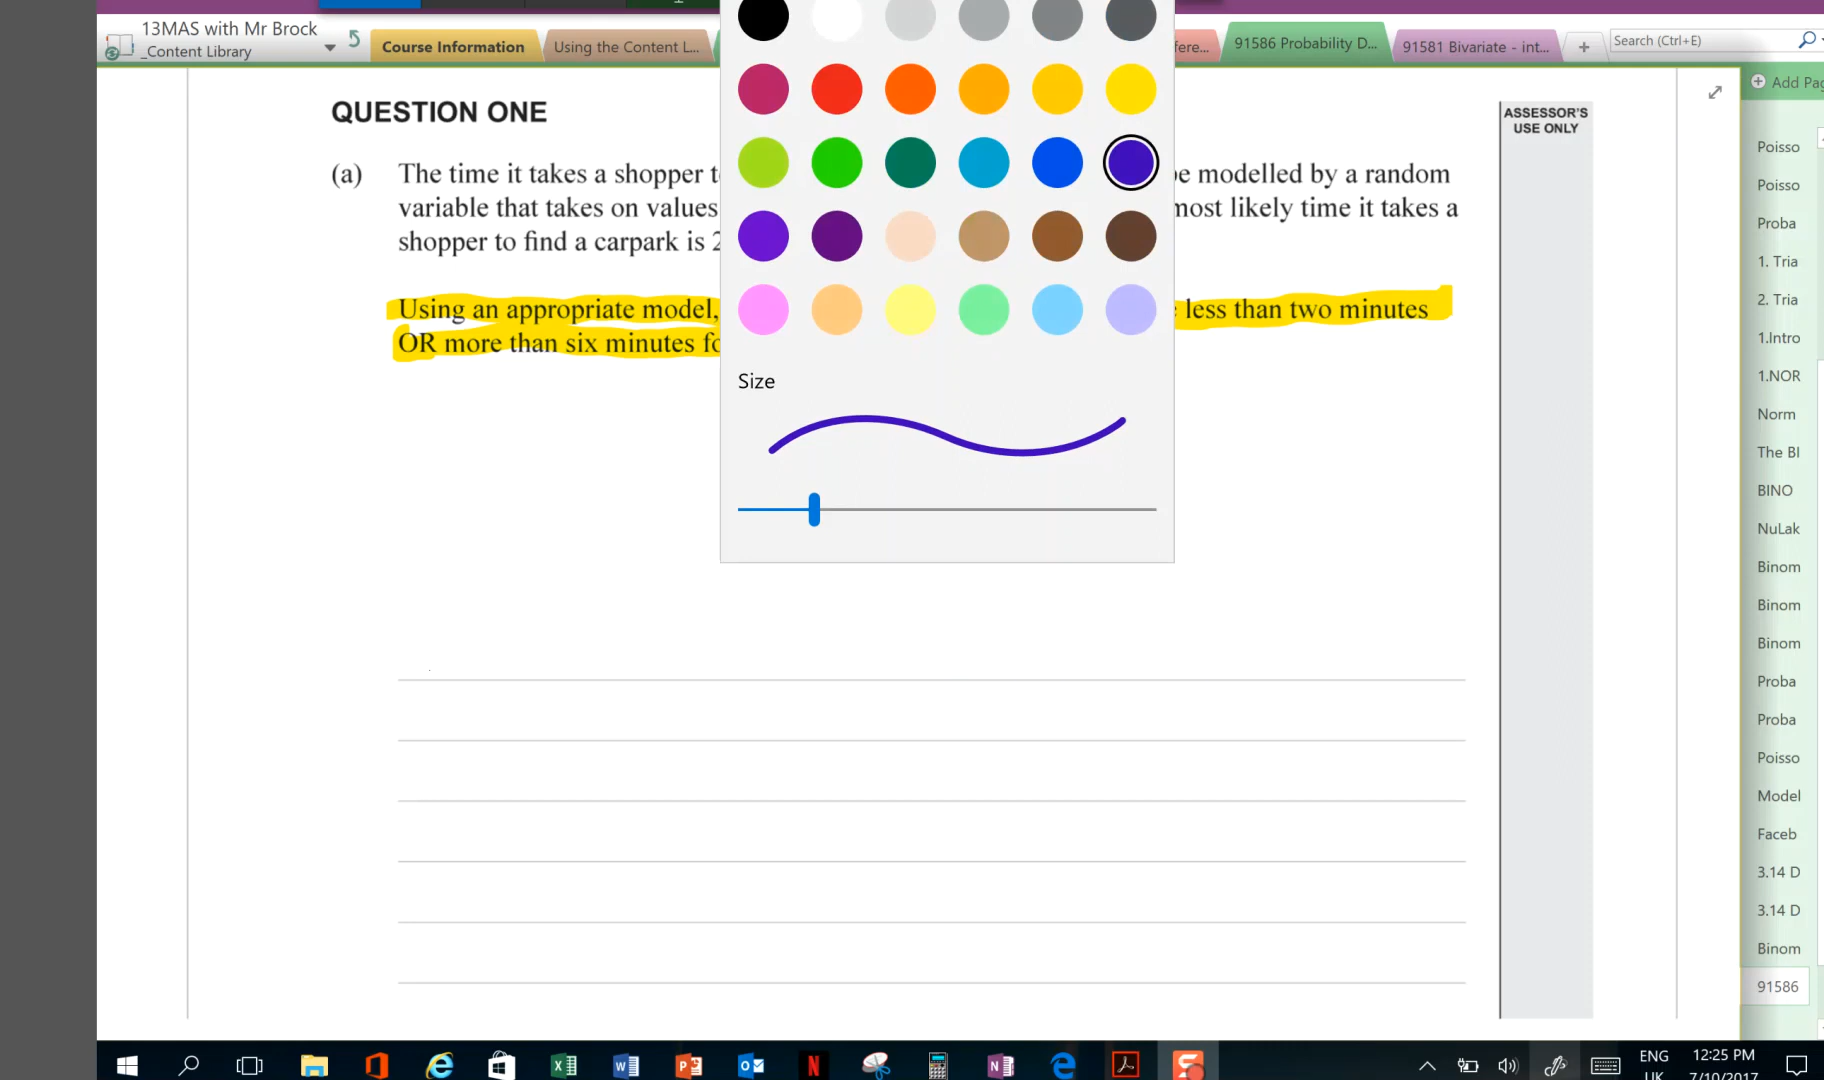 13MAS with Mr Brock
_Content Library
Course Information
Using the Content L...
91586 Probability D...
91581 Bivariate - int...
Search (Ctrl+E)
Add Pag
QUESTION ONE
ASSESSOR'S
USE ONLY
(a) The time it takes a shopper t
e modelled by a random
variable that takes on values
most likely time it takes a
shopper to find a carpark is 2
Using an appropriate model,
less than two minutes
OR more than six minutes fo
Size
Poisso
Poisso
Proba
1. Tria
2. Tria
1.Intro
1.NOR
Norm
The BI
BINO
NuLak
Binom
Binom
Binom
Proba
Proba
Poisso
Model
Faceb
3.14 D
3.14 D
Binom
91586
ENG
UK
12:25 PM
7/10/2017